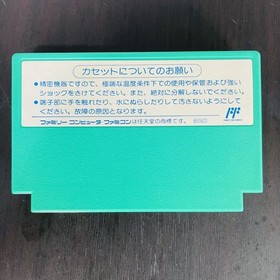 カセットについてのお願い
●精密機器ですので、極端な温度条件下での使用や保管および強い
ショックをさけてください。また、絶対に分解しないでください。
●端子部に手を触れたり、水にぬらしたりして汚さないようにして
ください。故障の原因となります。
ファミリー コンピュータ ファミコンは任天堂の商標です。